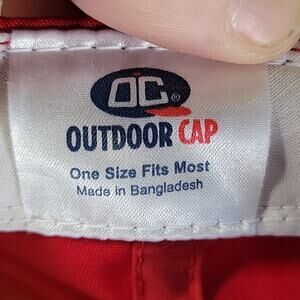 OC®
OUTDOOR CAP
One Size Fits Most
Made in Bangladesh